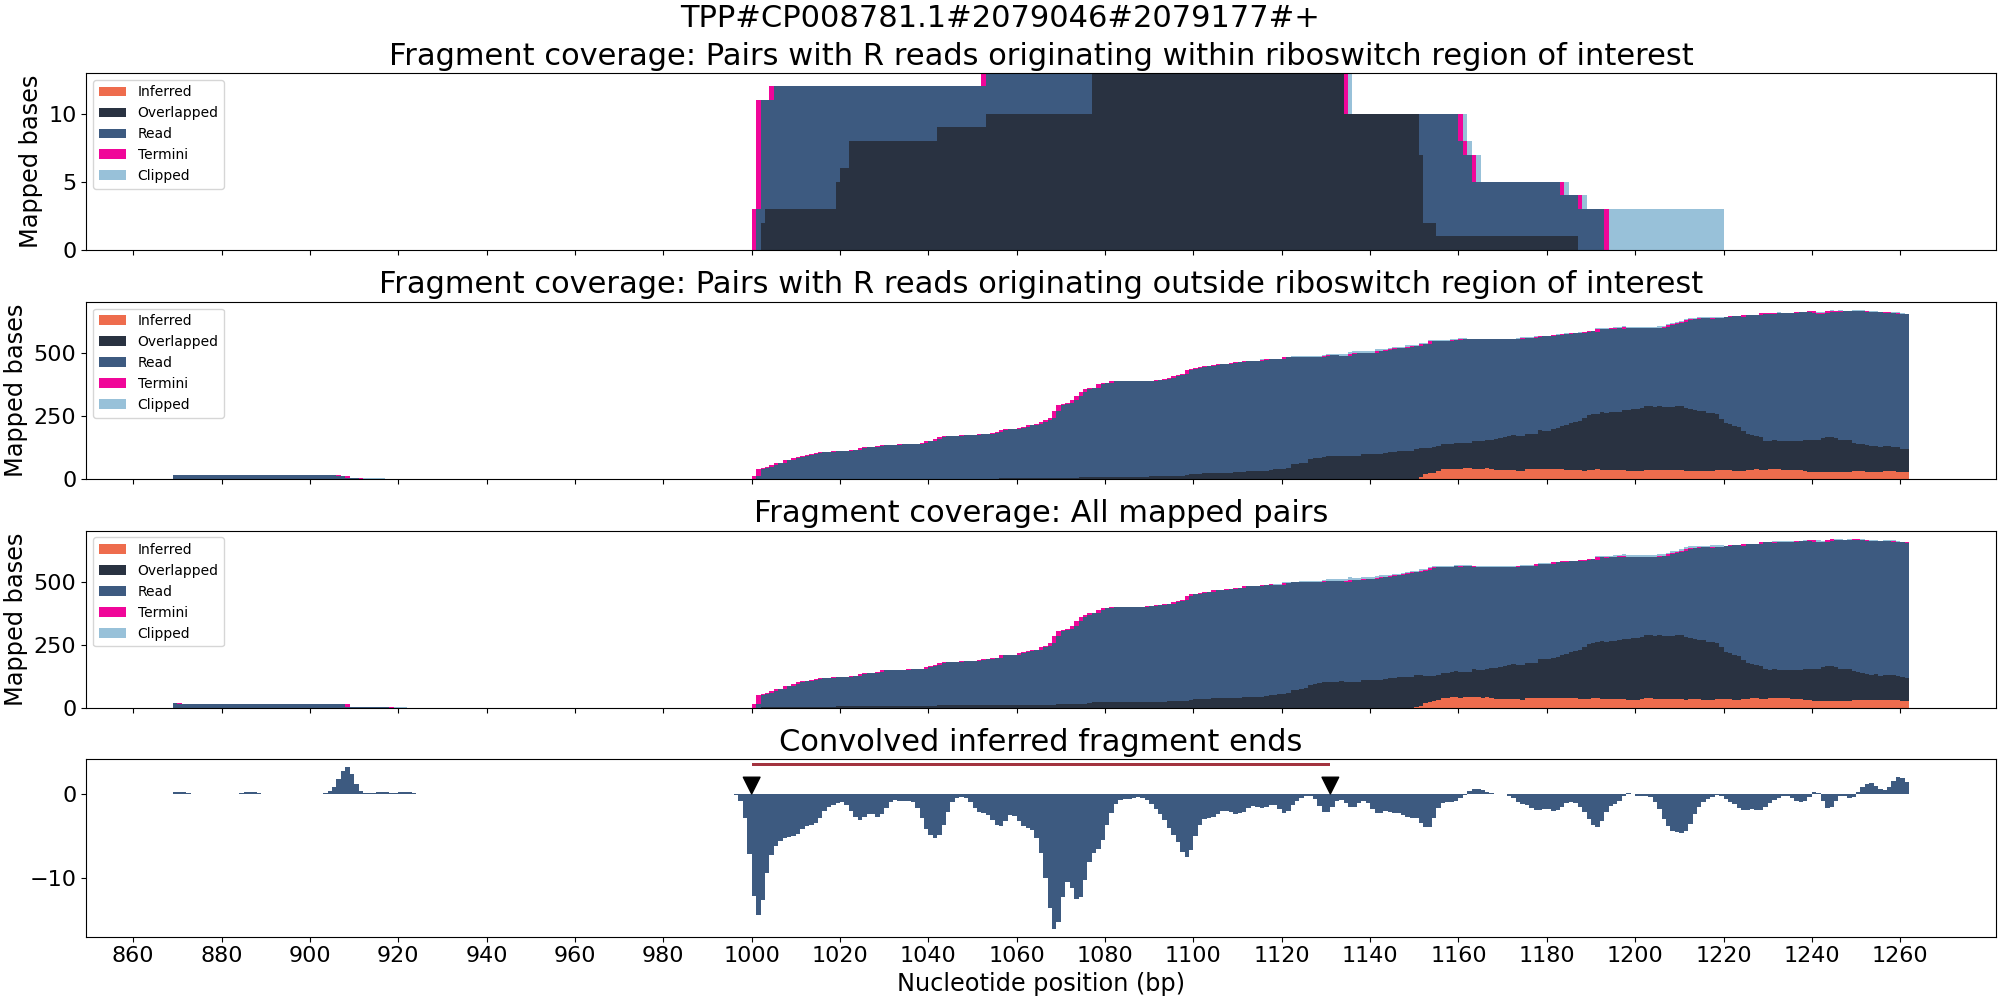 TPP#CP008781.1#2079046#2079177#+
Fragment coverage: Pairs with R reads originating within riboswitch region of interest
Mapped bases
10
5
0
Inferred
Overlapped
Read
Termini
Clipped
Fragment coverage: Pairs with R reads originating outside riboswitch region of interest
Mapped bases
500
250
0
Inferred
Overlapped
Read
Termini
Clipped
Fragment coverage: All mapped pairs
Mapped bases
500
250
0
Inferred
Overlapped
Read
Termini
Clipped
Convolved inferred fragment ends
0
−10
860 880 900 920 940 960 980 1000 1020 1040 1060 1080 1100 1120 1140 1160 1180 1200 1220 1240 1260
Nucleotide position (bp)